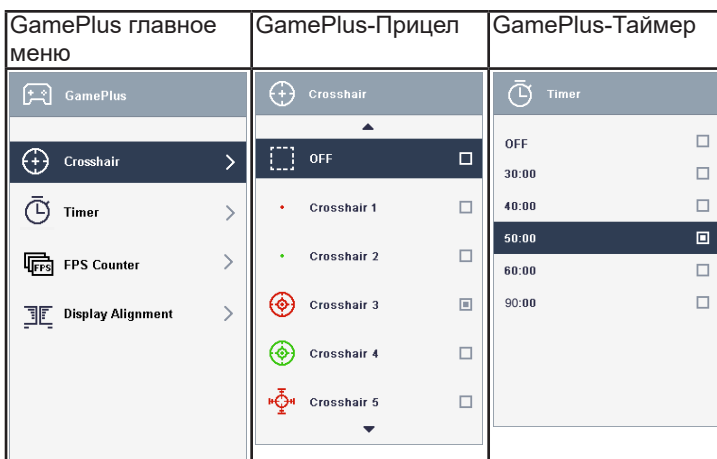 GamePlus главное
меню
GamePlus-Прицел
GamePlus-Таймер
GamePlus
Crosshair
Timer
FPS
FPS Counter
Display Alignment
Crosshair
OFF
Crosshair 1
Crosshair 2
Crosshair 3
Crosshair 4
Crosshair 5
Timer
OFF
30:00
40:00
50:00
60:00
90:00